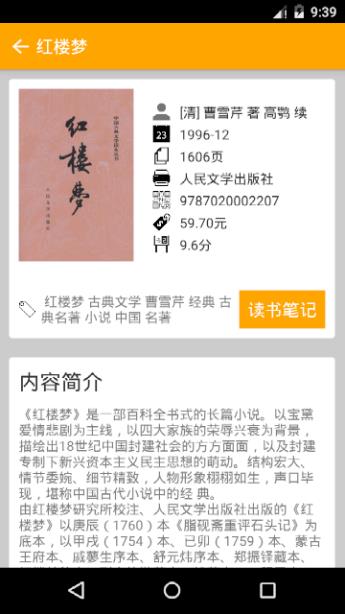 9:39
红楼梦
中国古典文学读本丛书
红楼梦
人民文学出版社
[清] 曹雪芹 著 高鹗 续
23
1996-12
1606页
人民文学出版社
9787020002207
59.70元
9.6分
红楼梦 古典文学 曹雪芹 经典 古
典名著 小说 中国 名著
读书笔记
内容简介
《红楼梦》是一部百科全书式的长篇小说。以宝黛
爱情悲剧为主线，以四大家族的荣辱兴衰为背景，
描绘出18世纪中国封建社会的方方面面，以及封建
专制下新兴资本主义民主思想的萌动。结构宏大、
情节委婉、细节精致，人物形象栩栩如生，声口毕
现，堪称中国古代小说中的经 典。
由红楼梦研究所校注、人民文学出版社出版的《红
楼梦》以庚辰（1760）本《脂砚斋重评石头记》为
底本，以甲戌（1754）本、已卯（1759）本、蒙古
王府本、戚蓼生序本、舒元炜序本、郑振铎藏本、